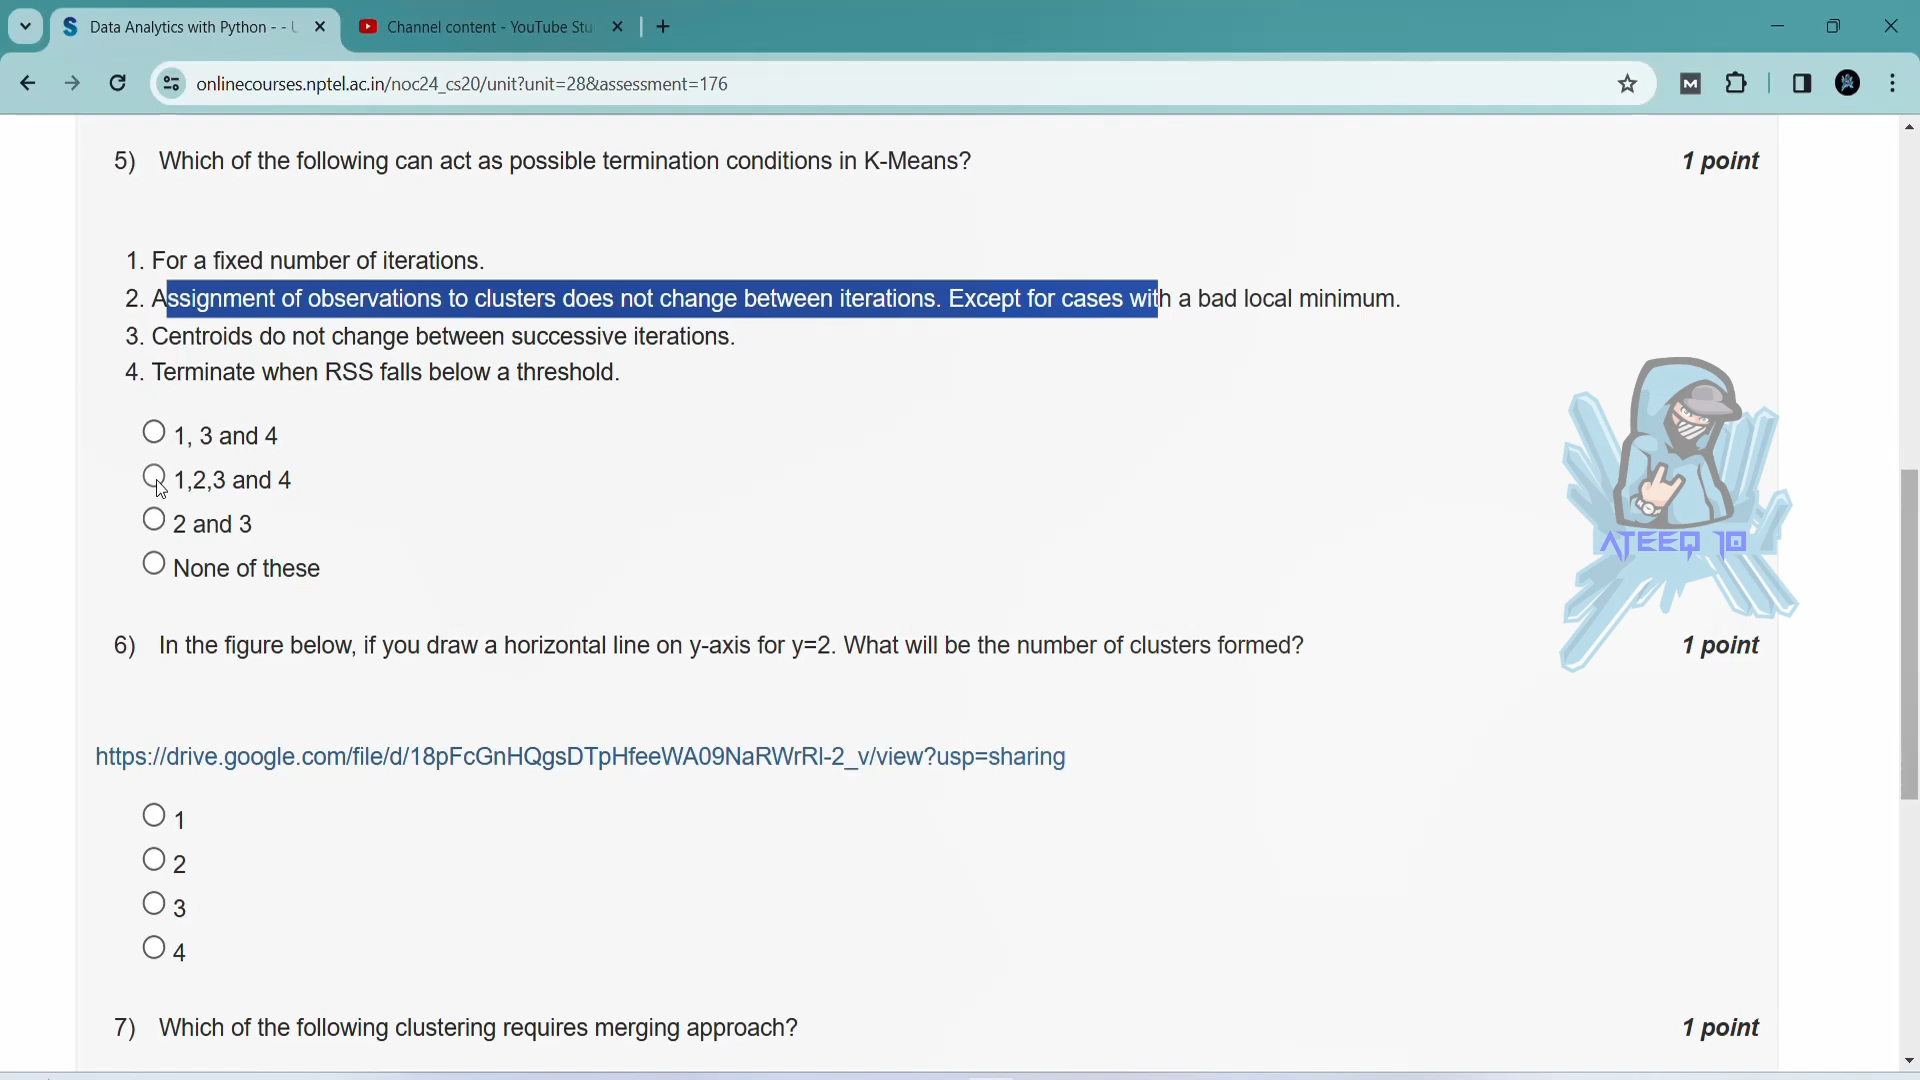 Data Analytics with Python - - U
Channel content - YouTube Stu
onlinecourses.nptel.ac.in/noc24_cs20/unit?unit=28&assessment=176
5) Which of the following can act as possible termination conditions in K-Means? 1 point
1. For a fixed number of iterations.
2. Assignment of observations to clusters does not change between iterations. Except for cases with a bad local minimum.
3. Centroids do not change between successive iterations.
4. Terminate when RSS falls below a threshold.
1, 3 and 4
1,2,3 and 4
2 and 3
None of these
ATEEQ 10
6) In the figure below, if you draw a horizontal line on y-axis for y=2. What will be the number of clusters formed? 1 point
https://drive.google.com/file/d/18pFcGnHQgsDTpHfeeWA09NaRWrRl-2_v/view?usp=sharing
1
2
3
4
7) Which of the following clustering requires merging approach? 1 point